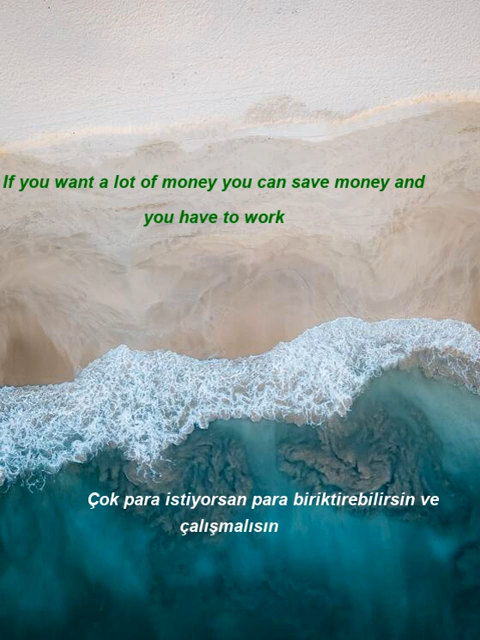 If you want a lot of money you can save money and
you have to work
Çok para istiyorsan para biriktirebilirsin ve
çalışmalısın